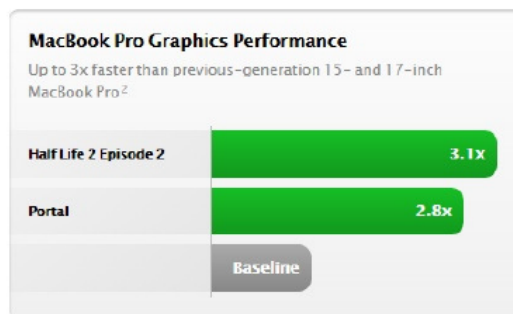 MacBook Pro Graphics Performance
Up to 3x faster than previous-generation 15- and 17-inch
MacBook Pro²
Half Life 2 Episode 2 3.1x
Portal 2.8x
Baseline